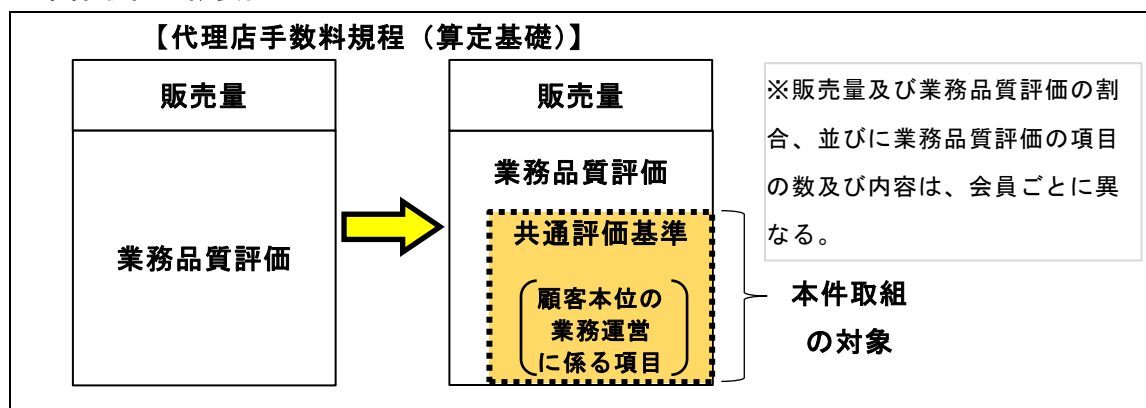 【代理店手数料規程（算定基礎）】
販売量
業務品質評価
販売量
業務品質評価
共通評価基準
顧客本位の
業務運営
に係る項目
※販売量及び業務品質評価の割
合、並びに業務品質評価の項目
の数及び内容は、会員ごとに異
なる。
本件取組
の対象